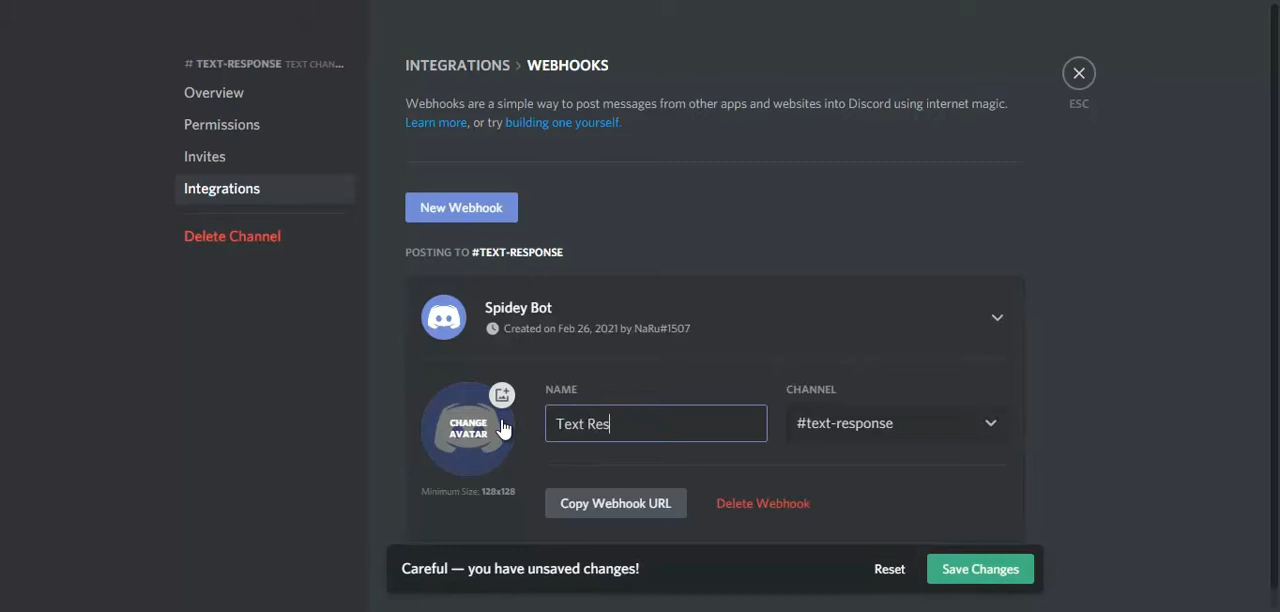 # TEXT-RESPONSE TEXT CHAN...
Overview
Permissions
Invites
Integrations
Delete Channel
INTEGRATIONS > WEBHOOKS
Webhooks are a simple way to post messages from other apps and websites into Discord using internet magic.
Learn more, or try building one yourself.
ESC
New Webhook
POSTING TO #TEXT-RESPONSE
Spidey Bot
Created on Feb 26, 2021 by NaRu#1507
CHANGE
AVATAR
Minimum Size: 128x128
NAME
Text Res
CHANNEL
#text-response
Copy Webhook URL
Delete Webhook
Careful — you have unsaved changes!
Reset
Save Changes